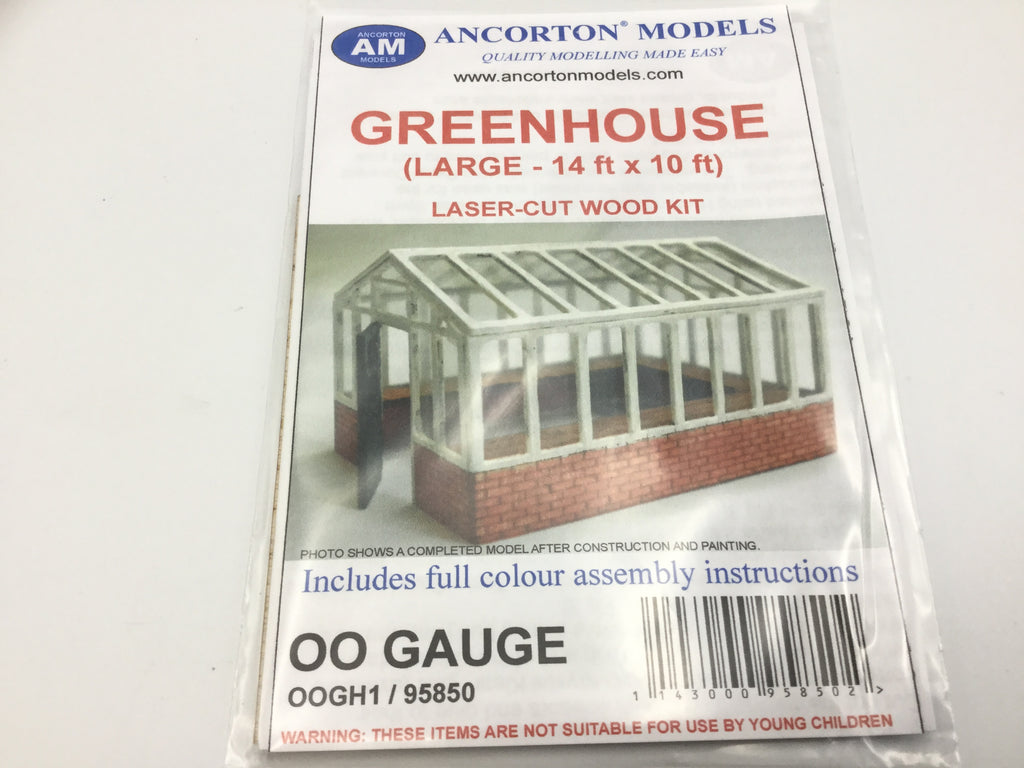 ANCORTON
AM
MODELS
ANCORTON® MODELS
QUALITY MODELLING MADE EASY
www.ancortonmodels.com
GREENHOUSE
(LARGE - 14 ft x 10 ft)
LASER-CUT WOOD KIT
PHOTO SHOWS A COMPLETED MODEL AFTER CONSTRUCTION AND PAINTING.
Includes full colour assembly instructions
OO GAUGE
OOGH1 / 95850
1 143000 958502 >
WARNING: THESE ITEMS ARE NOT SUITABLE FOR USE BY YOUNG CHILDREN